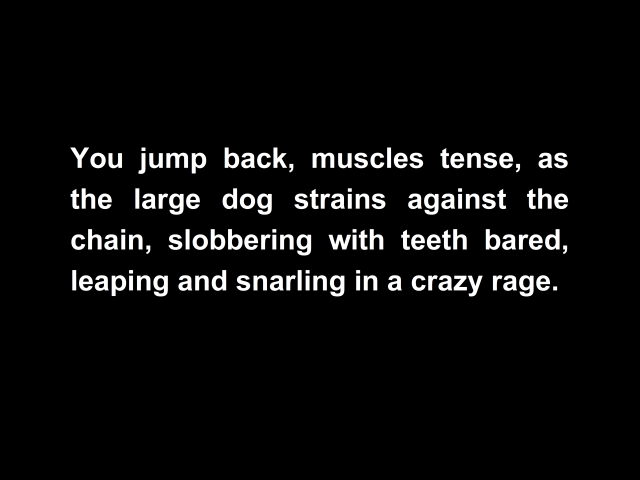 You jump back, muscles tense, as
the large dog strains against the
chain, slobbering with teeth bared,
leaping and snarling in a crazy rage.